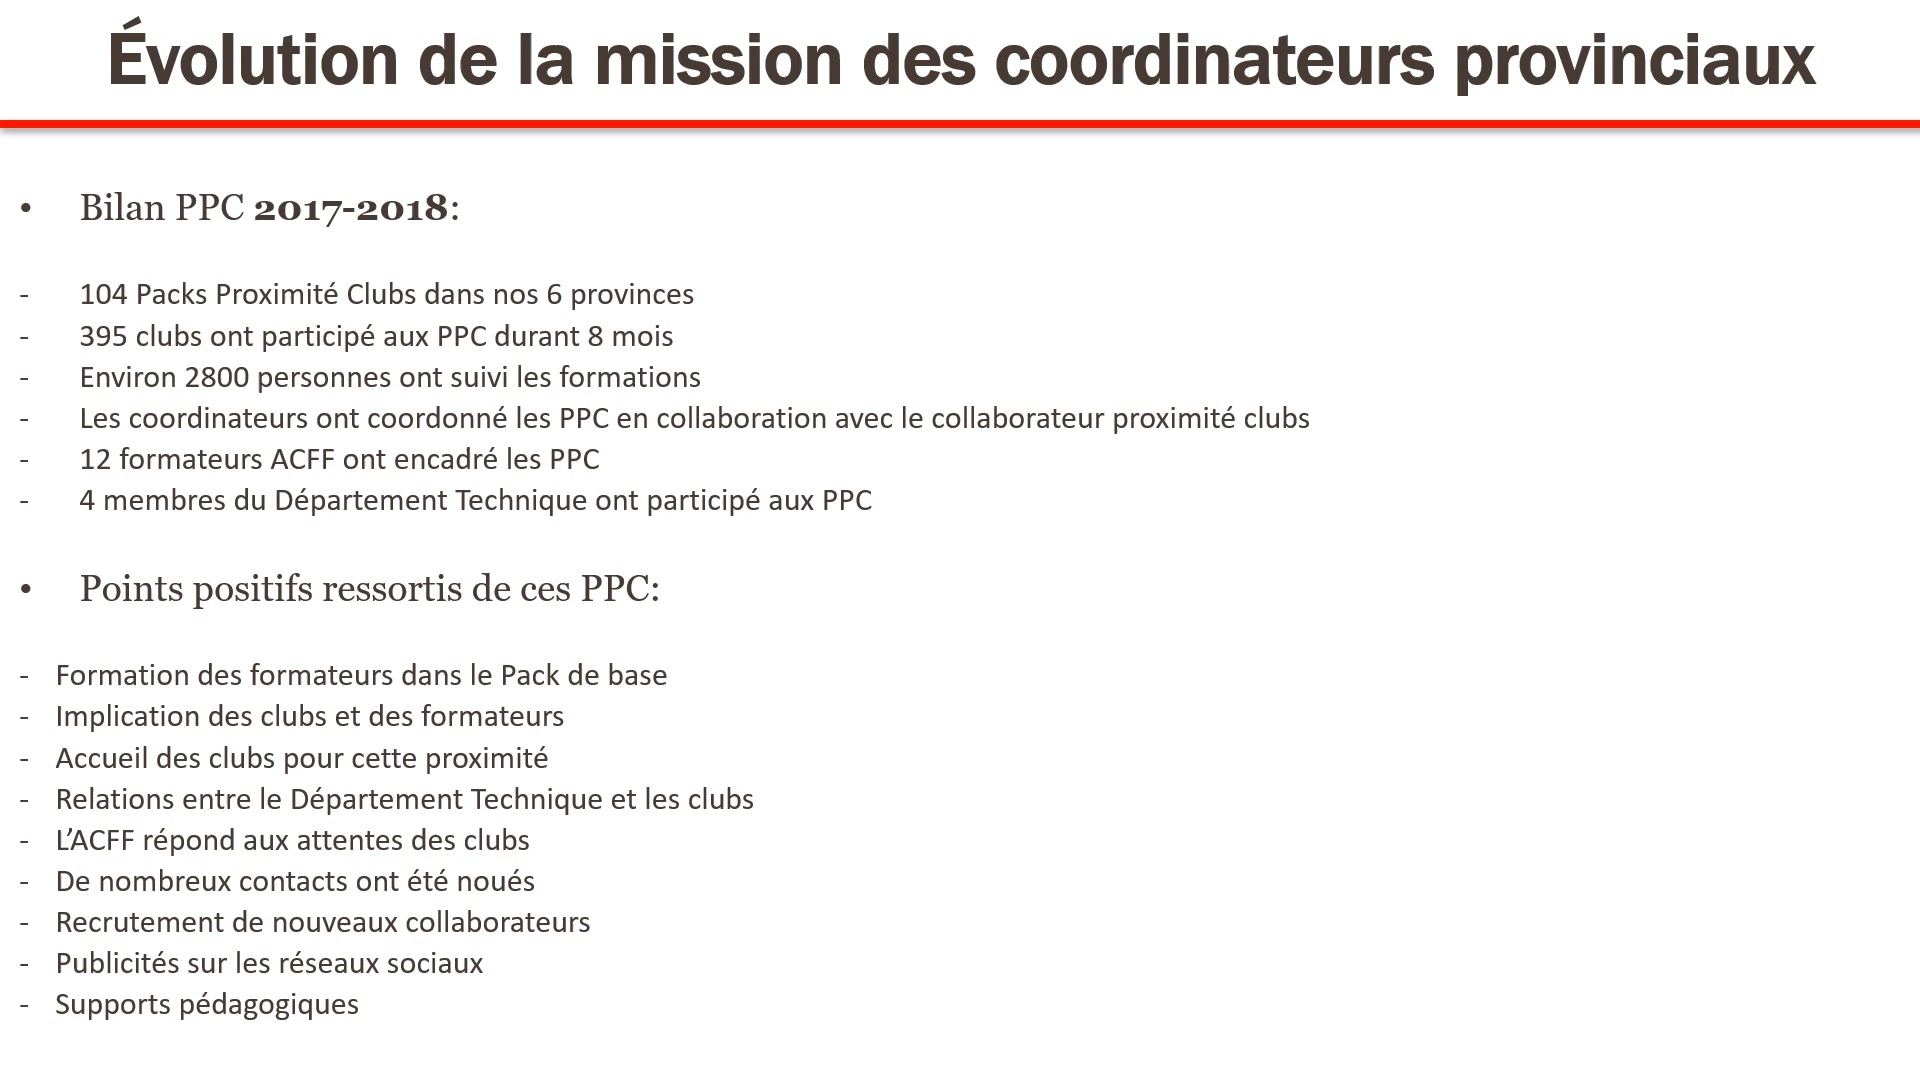 Évolution de la mission des coordinateurs provinciaux
• Bilan PPC 2017-2018:
- 104 Packs Proximité Clubs dans nos 6 provinces
- 395 clubs ont participé aux PPC durant 8 mois
- Environ 2800 personnes ont suivi les formations
- Les coordinateurs ont coordonné les PPC en collaboration avec le collaborateur proximité clubs
- 12 formateurs ACFF ont encadré les PPC
- 4 membres du Département Technique ont participé aux PPC
• Points positifs ressortis de ces PPC:
- Formation des formateurs dans le Pack de base
- Implication des clubs et des formateurs
- Accueil des clubs pour cette proximité
- Relations entre le Département Technique et les clubs
- L’ACFF répond aux attentes des clubs
- De nombreux contacts ont été noués
- Recrutement de nouveaux collaborateurs
- Publicités sur les réseaux sociaux
- Supports pédagogiques